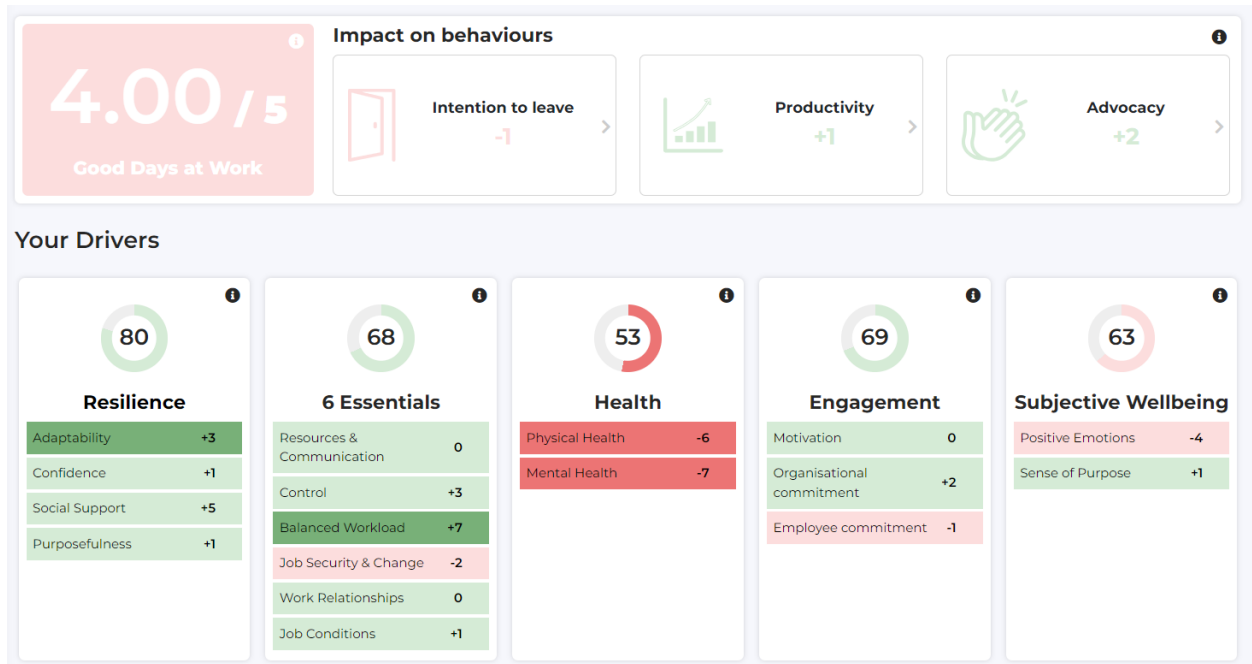 4.00 / 5
Good Days at Work
Impact on behaviours
Intention to leave
-1
Productivity
+1
Advocacy
+2
Your Drivers
80
Resilience
Adaptability +3
Confidence +1
Social Support +5
Purposefulness +1
68
6 Essentials
Resources &
Communication 0
Control +3
Balanced Workload +7
Job Security & Change -2
Work Relationships 0
Job Conditions +1
53
Health
Physical Health -6
Mental Health -7
69
Engagement
Motivation 0
Organisational
commitment +2
Employee commitment -1
63
Subjective Wellbeing
Positive Emotions -4
Sense of Purpose +1